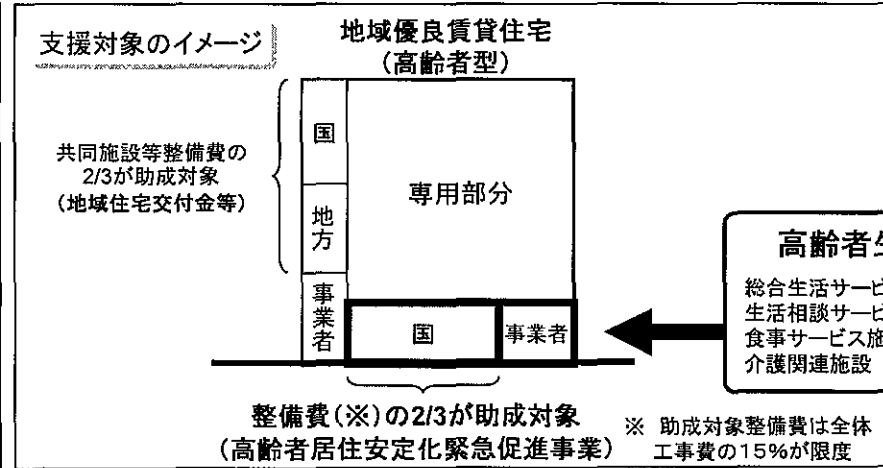 支援対象のイメージ
地域優良賃貸住宅
(高齢者型)
共同施設等整備費の
2/3が助成対象
(地域住宅交付金等)
国
地方
事業者
専用部分
国
事業者
高齢者生
総合生活サービ
生活相談サービ
食事サービス施
介護関連施設
整備費(※)の2/3が助成対象
(高齢者居住安定化緊急促進事業)
※ 助成対象整備費は全体
工事費の15%が限度